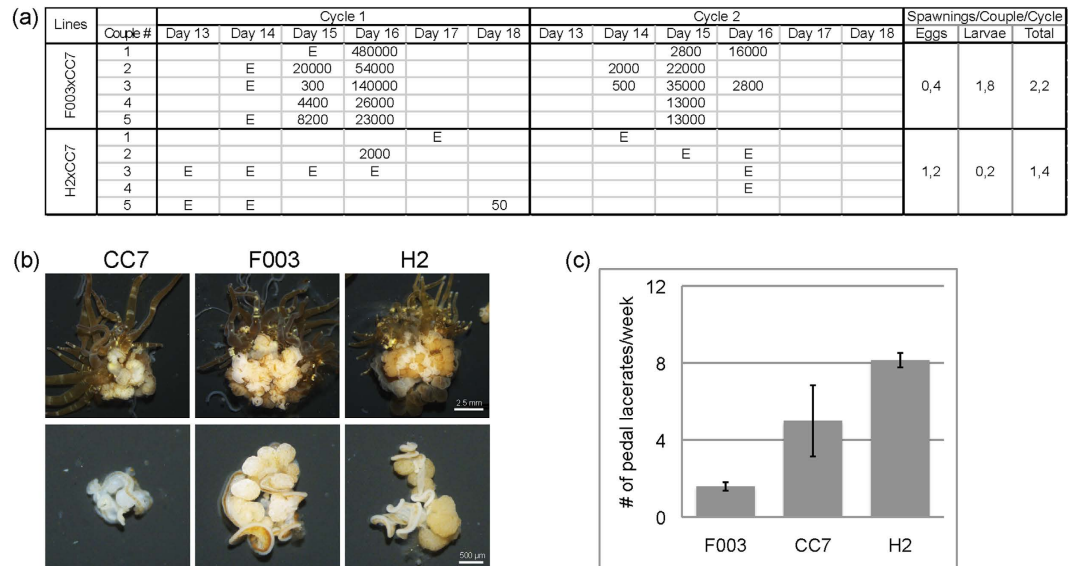 (a)
Lines Cycle 1 Cycle 2 Spawnings/Couple/Cycle
Couple # Day 13 Day 14 Day 15 Day 16 Day 17 Day 18 Day 13 Day 14 Day 15 Day 16 Day 17 Day 18 Eggs Larvae Total
F003xCC7
1 E 480000 2800 16000
2 E 20000 54000 2000 22000
3 E 300 140000 500 35000 2800 0,4 1,8 2,2
4 4400 26000 13000
5 E 8200 23000 13000
H2xCC7
1 E E
2 2000 E E
3 E E E E E 1,2 0,2 1,4
4 E
5 E E 50
(b)
CC7 F003 H2
2.5 mm
500 µm
(c)
# of pedal lacerates/week
12
8
4
0
F003 CC7 H2